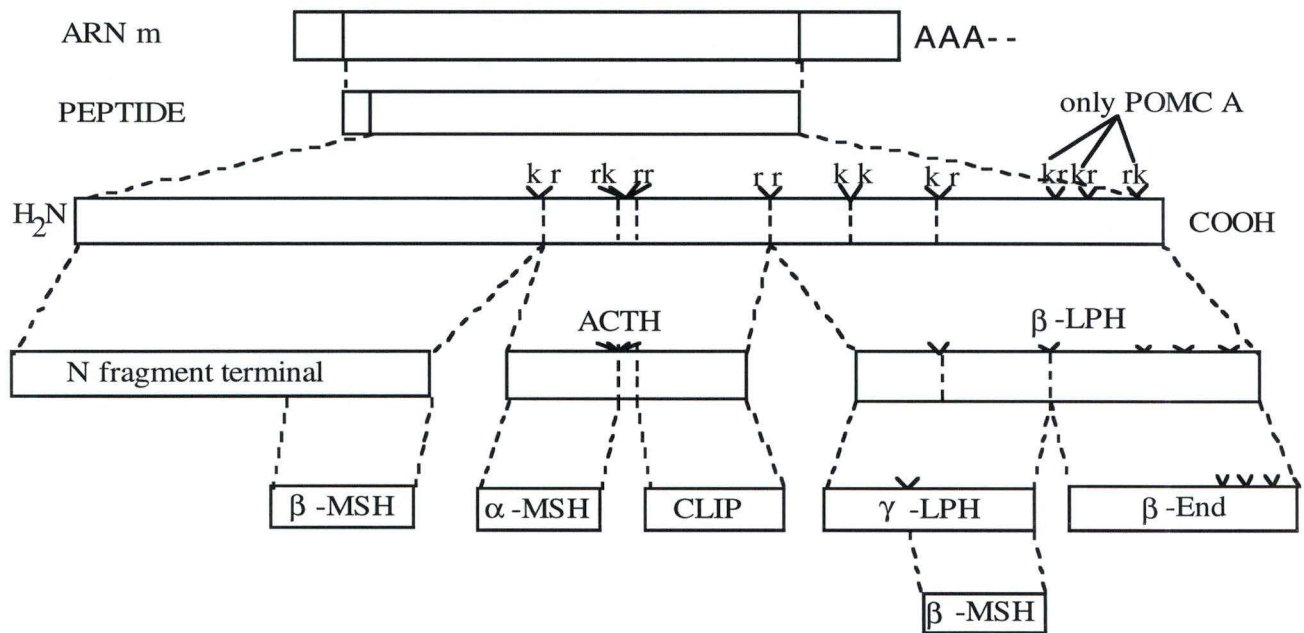 ARN m
AAA--
PEPTIDE
only POMC A
k r rk rr r r k k k r kr kr rk
H2N
COOH
ACTH
β-LPH
N fragment terminal
β-MSH
α-MSH
CLIP
γ-LPH
β-End
β-MSH